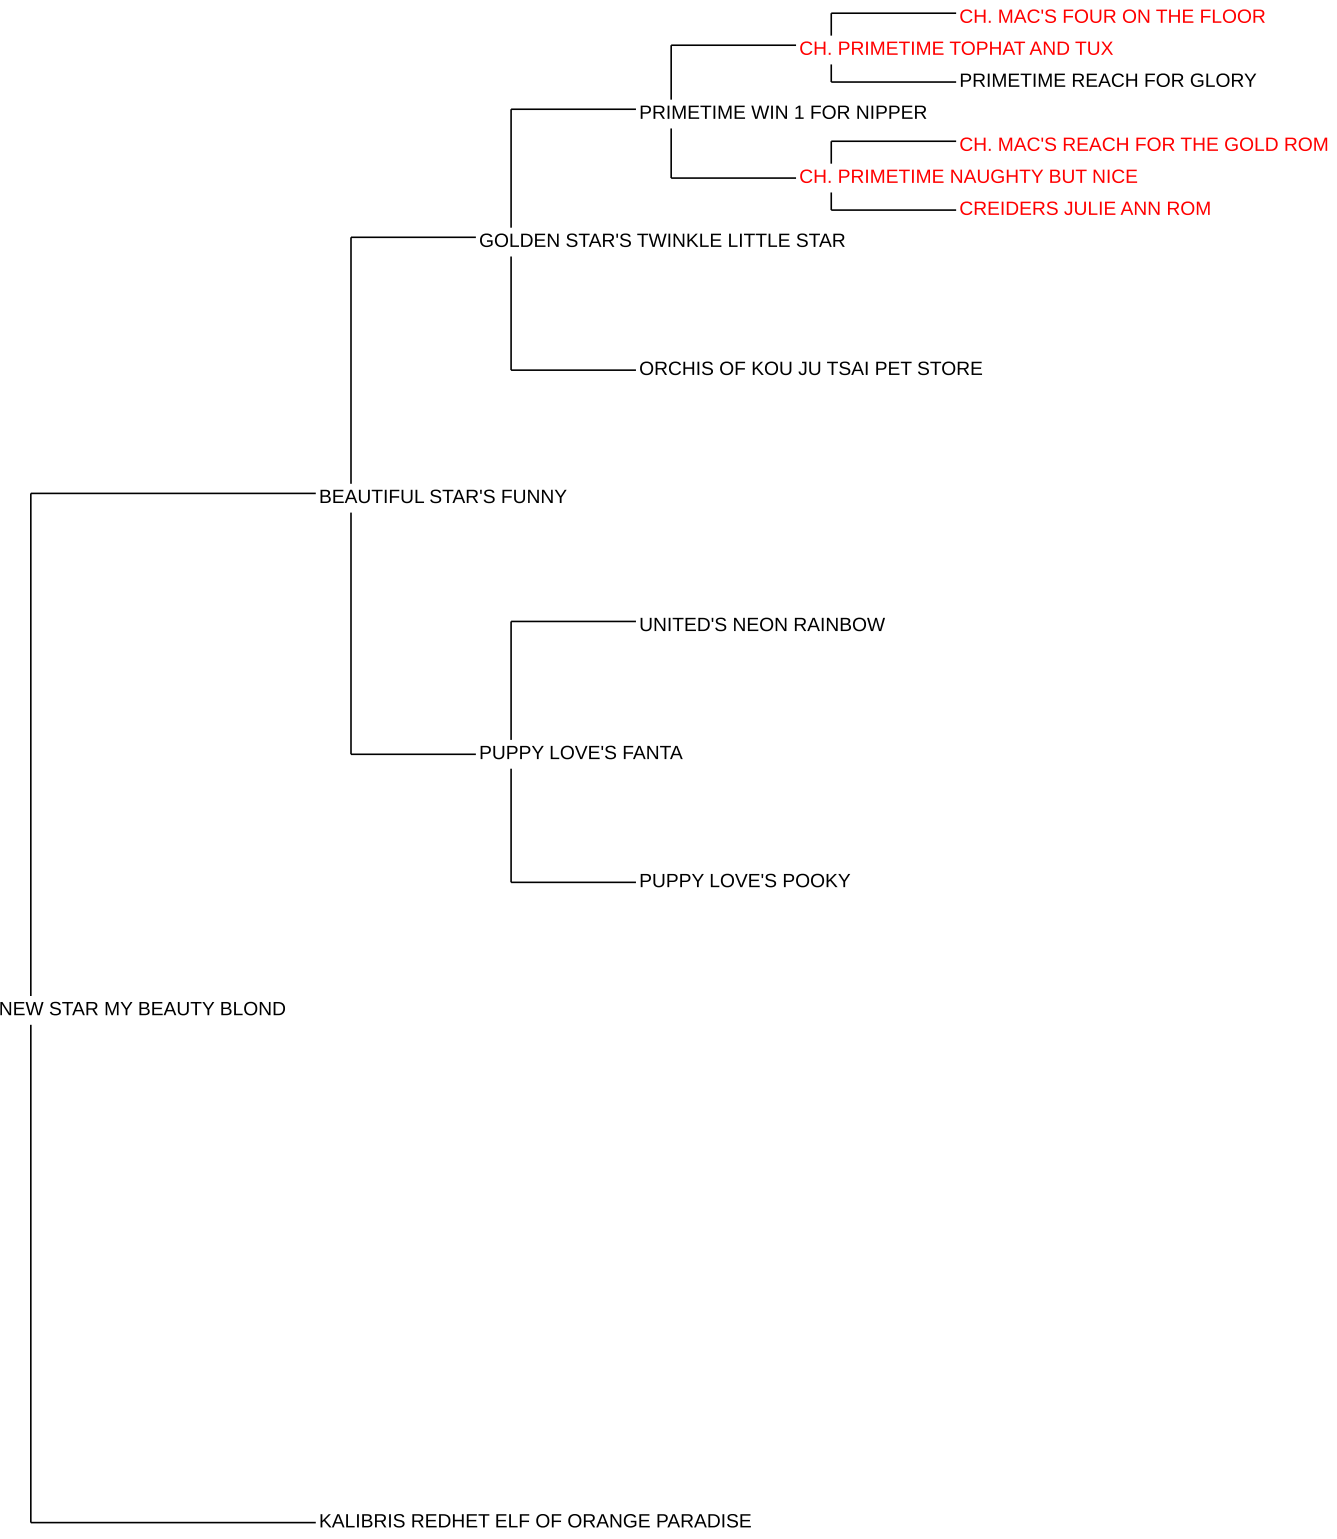 CH. MAC'S FOUR ON THE FLOOR
CH. PRIMETIME TOPHAT AND TUX
PRIMETIME REACH FOR GLORY
PRIMETIME WIN 1 FOR NIPPER
CH. MAC'S REACH FOR THE GOLD ROM
CH. PRIMETIME NAUGHTY BUT NICE
CREIDERS JULIE ANN ROM
GOLDEN STAR'S TWINKLE LITTLE STAR
ORCHIS OF KOU JU TSAI PET STORE
BEAUTIFUL STAR'S FUNNY
UNITED'S NEON RAINBOW
PUPPY LOVE'S FANTA
PUPPY LOVE'S POOKY
NEW STAR MY BEAUTY BLOND
KALIBRIS REDHET ELF OF ORANGE PARADISE